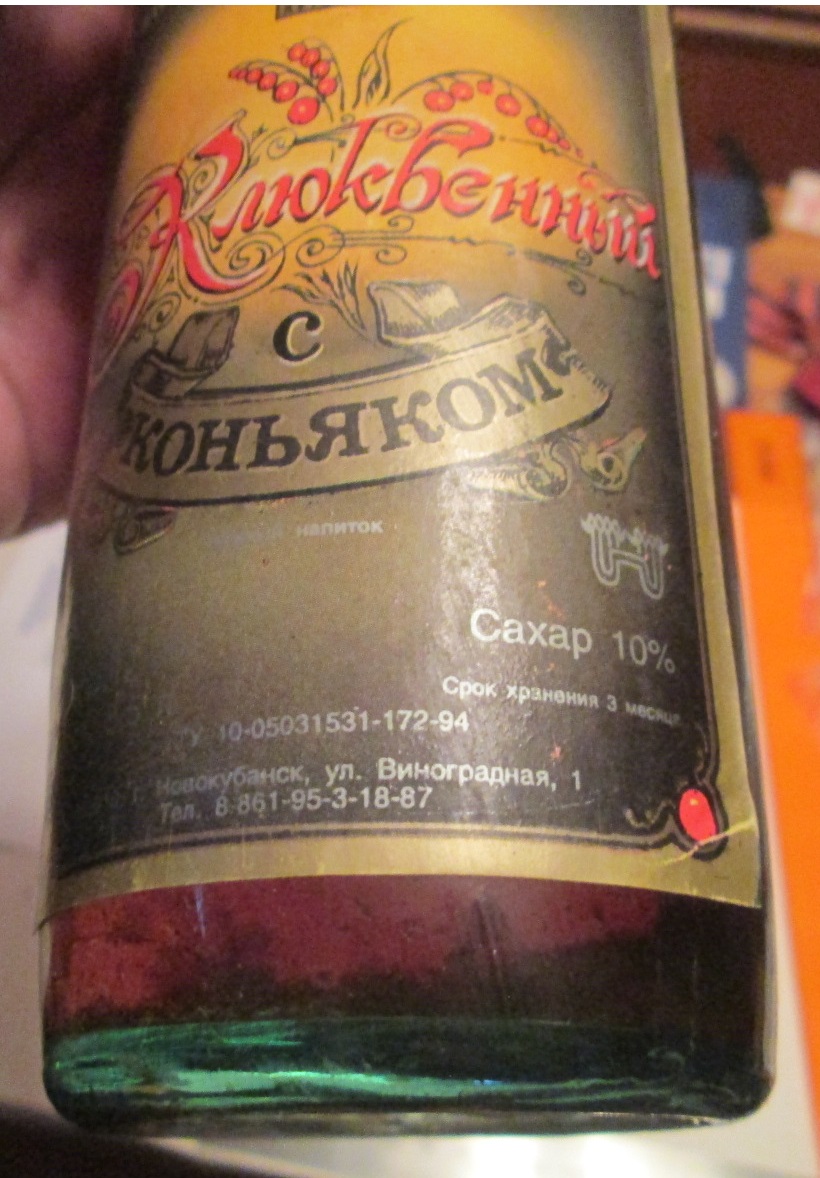 Клюквенный
с
коньяком
напиток
Сахар 10%
Срок хранения 3 месяца
ТУ 10-05031531-172-94
г. Новокубанск, ул. Виноградная, 1
Тел. 8 861-95-3-18-87